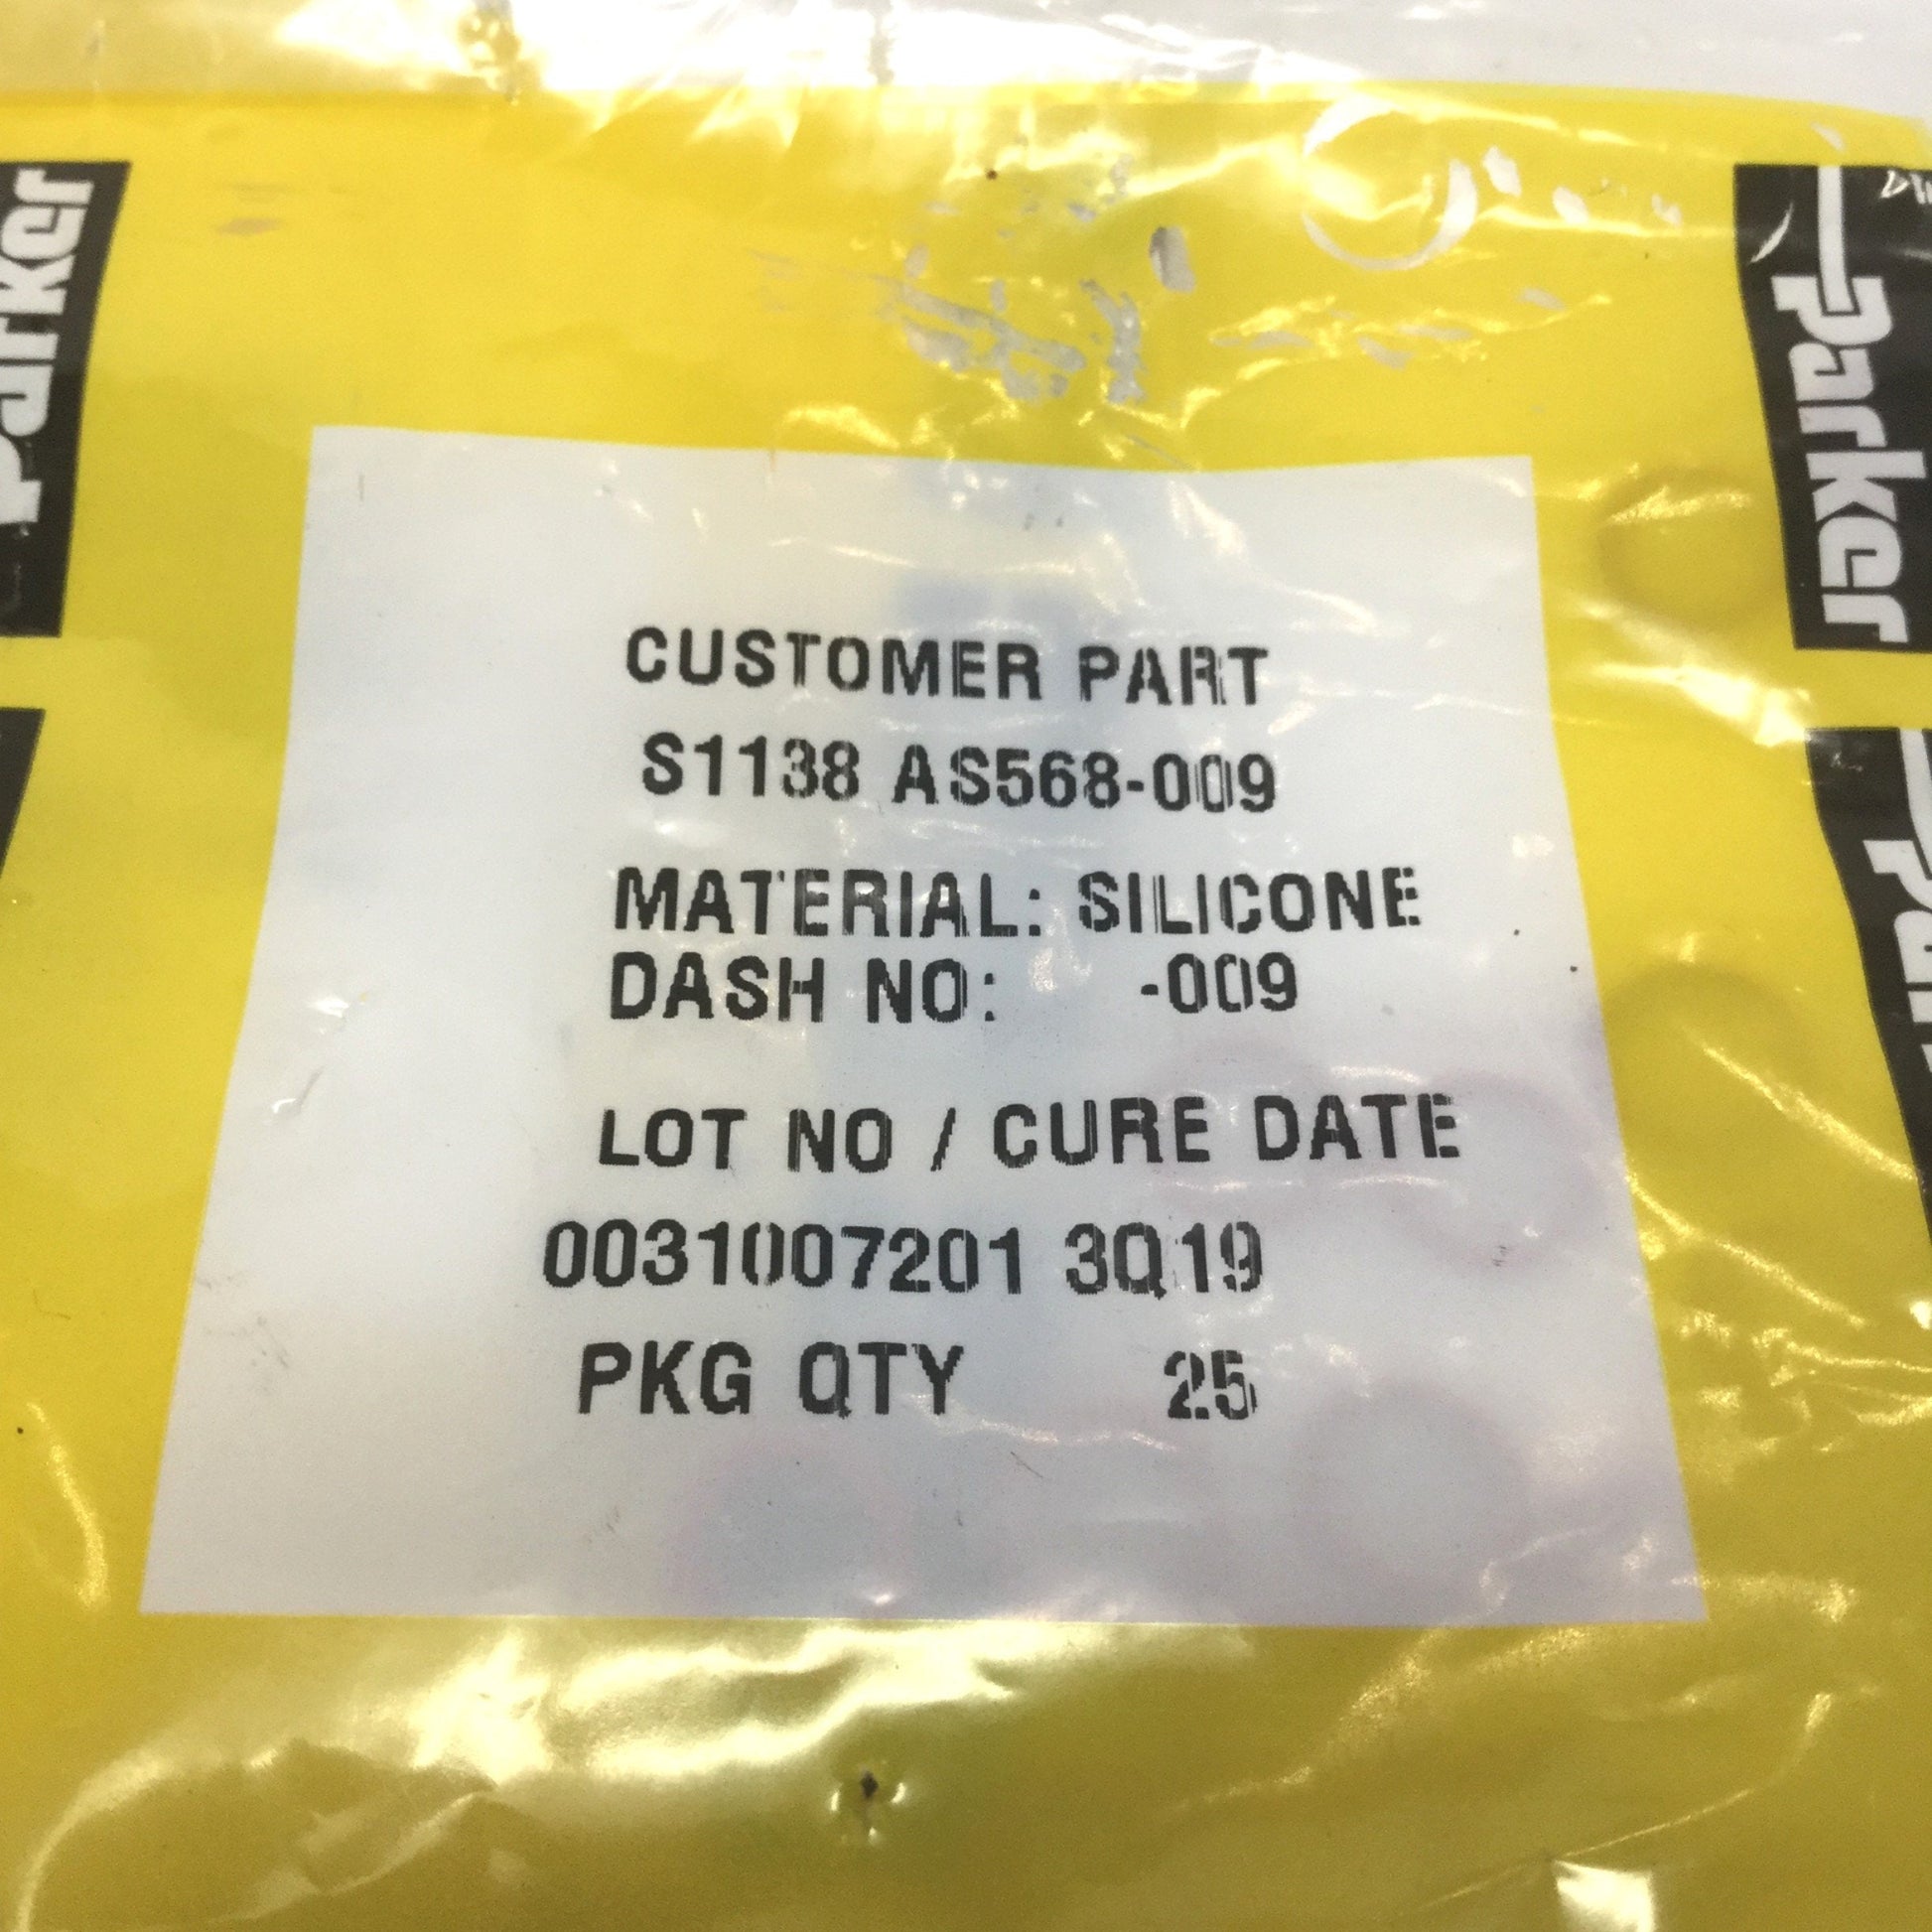 Parker
Parker
CUSTOMER PART
S1138 AS568-009
MATERIAL: SILICONE
DASH NO: -009
LOT NO / CURE DATE
0031007201 3Q19
PKG QTY 25